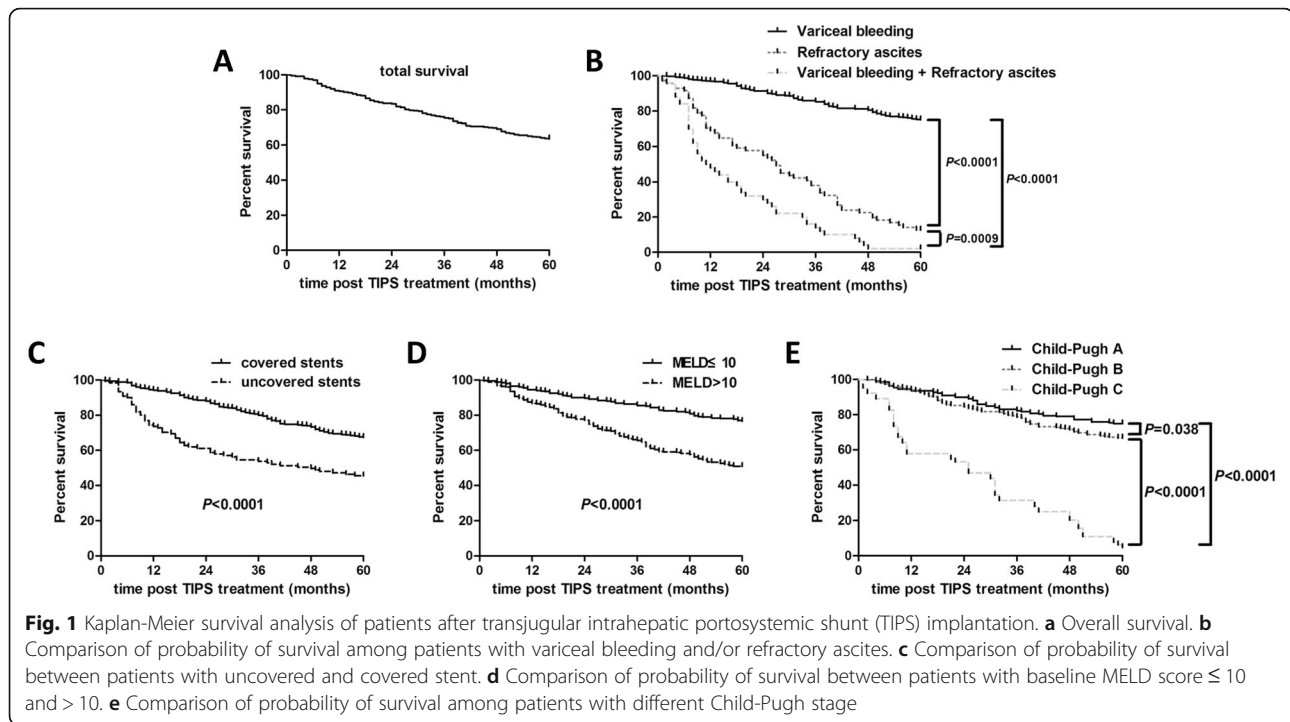 A
total survival
Percent survival
100
80
60
40
20
0
0 12 24 36 48 60
time post TIPS treatment (months)
B
Variceal bleeding
Refractory ascites
Variceal bleeding + Refractory ascites
Percent survival
100
80
60
40
20
0
0 12 24 36 48 60
time post TIPS treatment (months)
P<0.0001
P<0.0001
P=0.0009
C
covered stents
uncovered stents
Percent survival
100
80
60
40
20
0
P<0.0001
0 12 24 36 48 60
time post TIPS treatment (months)
D
MELD≤ 10
MELD>10
Percent survival
100
80
60
40
20
0
P<0.0001
0 12 24 36 48 60
time post TIPS treatment (months)
E
Child-Pugh A
Child-Pugh B
Child-Pugh C
Percent survival
100
80
60
40
20
0
0 12 24 36 48 60
time post TIPS treatment (months)
P=0.038
P<0.0001
P<0.0001
Fig. 1 Kaplan-Meier survival analysis of patients after transjugular intrahepatic portosystemic shunt (TIPS) implantation. a Overall survival. b
Comparison of probability of survival among patients with variceal bleeding and/or refractory ascites. c Comparison of probability of survival
between patients with uncovered and covered stent. d Comparison of probability of survival between patients with baseline MELD score ≤ 10
and > 10. e Comparison of probability of survival among patients with different Child-Pugh stage